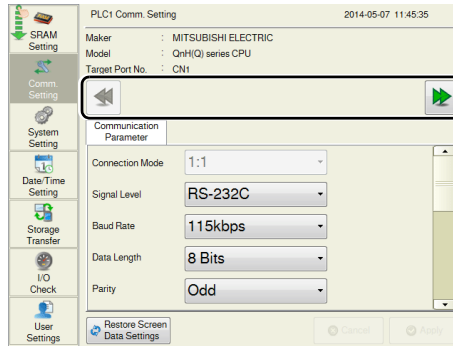 SRAM
Setting
Comm.
Setting
System
Setting
Date/Time
Setting
Storage
Transfer
I/O
Check
User
Settings
PLC1 Comm. Setting 2014-05-07 11:45:35
Maker : MITSUBISHI ELECTRIC
Model : QnH(Q) series CPU
Target Port No. : CN1
Communication
Parameter
Connection Mode 1:1
Signal Level RS-232C
Baud Rate 115kbps
Data Length 8 Bits
Parity Odd
Restore Screen
Data Settings
Cancel
Apply